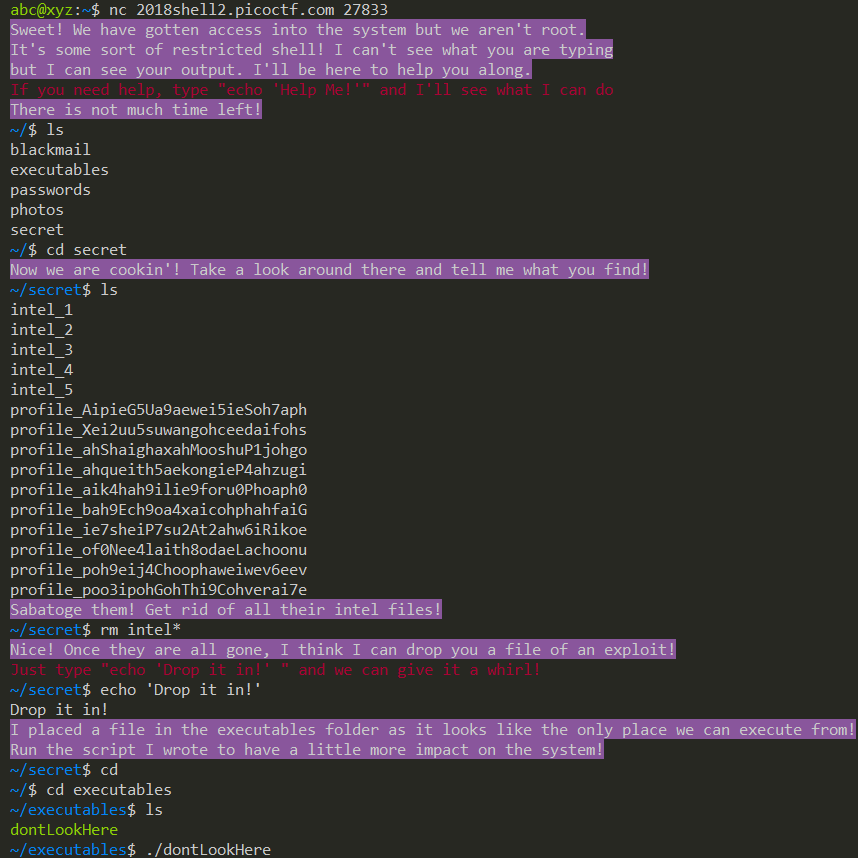 abc@xyz:~$ nc 2018shell2.picoctf.com 27833
Sweet! We have gotten access into the system but we aren't root.
It's some sort of restricted shell! I can't see what you are typing
but I can see your output. I'll be here to help you along.
If you need help, type "echo 'Help Me!'" and I'll see what I can do
There is not much time left!
~/$ ls
blackmail
executables
passwords
photos
secret
~/$ cd secret
Now we are cookin'! Take a look around there and tell me what you find!
~/secret$ ls
intel_1
intel_2
intel_3
intel_4
intel_5
profile_AipieG5Ua9aewei5ieSoh7aph
profile_Xei2uu5suwangohceedaifohs
profile_ahShaighaxahMooshuP1johgo
profile_ahqueith5aekongieP4ahzugi
profile_aik4hah9ilie9foru0Phoaph0
profile_bah9Ech9oa4xaicohphahfaiG
profile_ie7sheiP7su2At2ahw6iRikoe
profile_of0Nee4laith8odaeLachoonu
profile_poh9eij4Choophaweiwev6eev
profile_poo3ipohGohThi9Cohverai7e
Sabatoge them! Get rid of all their intel files!
~/secret$ rm intel*
Nice! Once they are all gone, I think I can drop you a file of an exploit!
Just type "echo 'Drop it in!' " and we can give it a whirl!
~/secret$ echo 'Drop it in!'
Drop it in!
I placed a file in the executables folder as it looks like the only place we can execute from!
Run the script I wrote to have a little more impact on the system!
~/secret$ cd
~/$ cd executables
~/executables$ ls
dontLookHere
~/executables$ ./dontLookHere